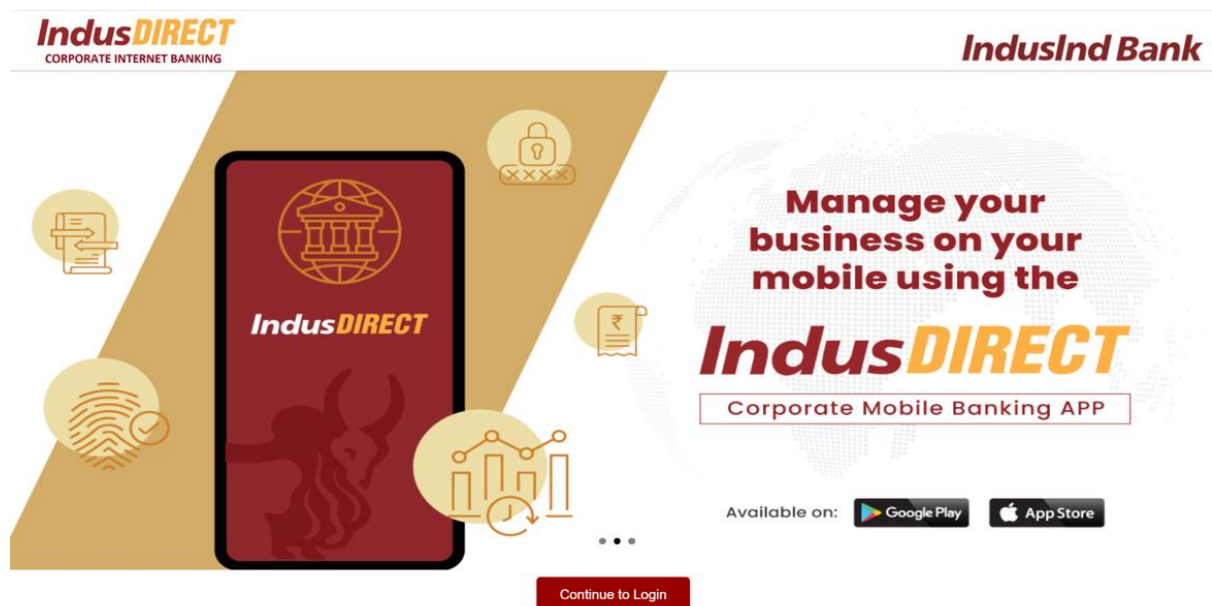 IndusDIRECT
CORPORATE INTERNET BANKING
IndusInd Bank
××××
₹
IndusDIRECT
Manage your
business on your
mobile using the
IndusDIRECT
Corporate Mobile Banking APP
Available on: Google Play App Store
Continue to Login